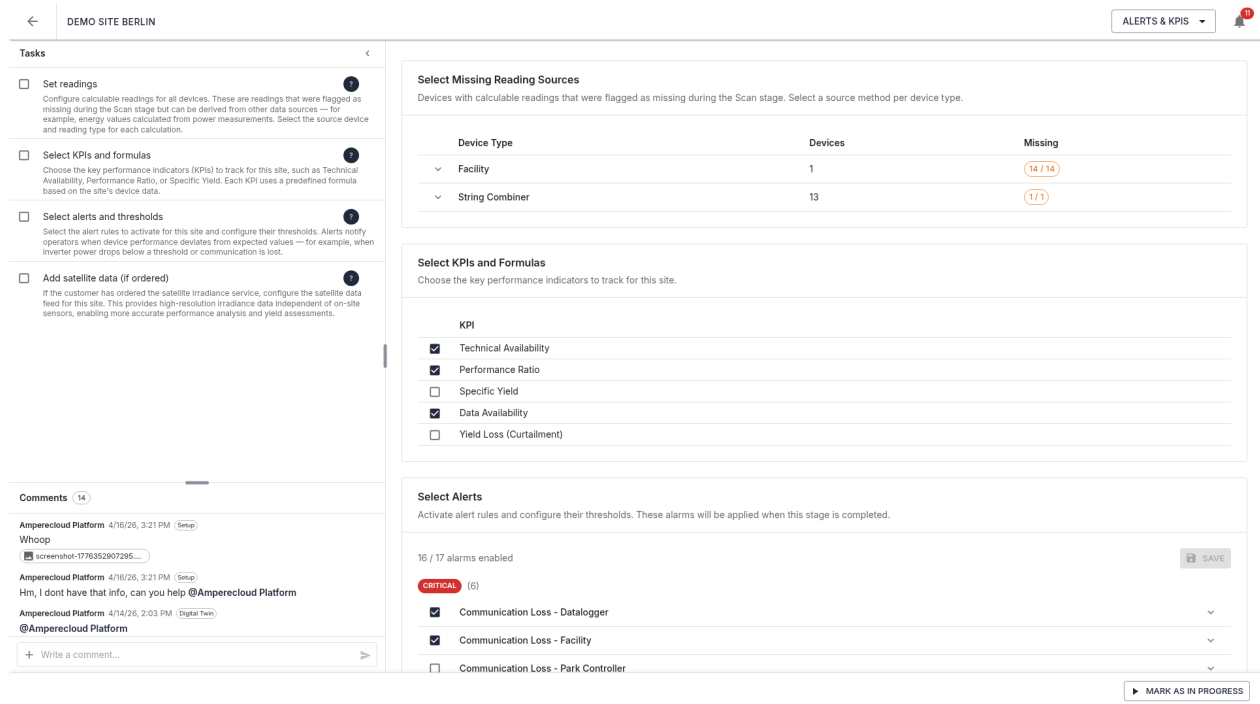 DEMO SITE BERLIN
ALERTS & KPIS
11
Tasks
Set readings
?
Configure calculable readings for all devices. These are readings that were flagged as
missing during the Scan stage but can be derived from other data sources — for
example, energy values calculated from power measurements. Select the source device
and reading type for each calculation.
Select KPIs and formulas
?
Choose the key performance indicators (KPIs) to track for this site, such as Technical
Availability, Performance Ratio, or Specific Yield. Each KPI uses a predefined formula
based on the site's device data.
Select alerts and thresholds
?
Select the alert rules to activate for this site and configure their thresholds. Alerts notify
operators when device performance deviates from expected values — for example, when
inverter power drops below a threshold or communication is lost.
Add satellite data (if ordered)
?
If the customer has ordered the satellite irradiance service, configure the satellite data
feed for this site. This provides high-resolution irradiance data independent of on-site
sensors, enabling more accurate performance analysis and yield assessments.
Comments 14
Amperecloud Platform 4/16/26, 3:21 PM Setup
Whoop
screenshot-1776352907295....
Amperecloud Platform 4/16/26, 3:21 PM Setup
Hm, I dont have that info, can you help @Amperecloud Platform
Amperecloud Platform 4/14/26, 2:03 PM Digital Twin
@Amperecloud Platform
Write a comment...
Select Missing Reading Sources
Devices with calculable readings that were flagged as missing during the Scan stage. Select a source method per device type.
Device Type Devices Missing
Facility 1 14 / 14
String Combiner 13 1 / 1
Select KPIs and Formulas
Choose the key performance indicators to track for this site.
KPI
Technical Availability
Performance Ratio
Specific Yield
Data Availability
Yield Loss (Curtailment)
Select Alerts
Activate alert rules and configure their thresholds. These alarms will be applied when this stage is completed.
16 / 17 alarms enabled
SAVE
CRITICAL (6)
Communication Loss - Datalogger
Communication Loss - Facility
Communication Loss - Park Controller
MARK AS IN PROGRESS